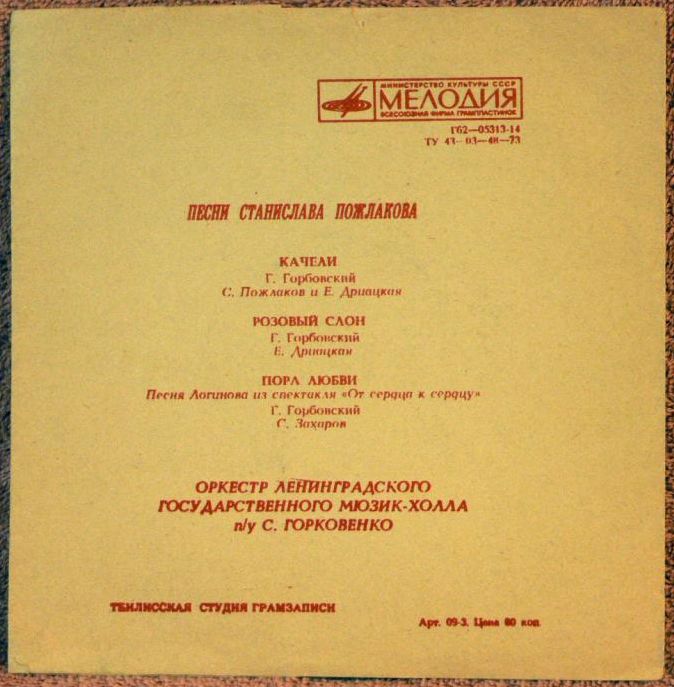 МИНИСТЕРСТВО КУЛЬТУРЫ СССР
МЕЛОДИЯ
ВСЕСОЮЗНАЯ ФИРМА ГРАМПЛАСТИНОК
Г62—05313-14
ТУ 43—03—48—73
ПЕСНИ СТАНИСЛАВА ПОЖЛАКОВА
КАЧЕЛИ
Г. Горбовский
С. Пожлаков и Е. Дриацкая
РОЗОВЫЙ СЛОН
Г. Горбовский
Е. Дриацкая
ПОРА ЛЮБВИ
Песня Логинова из спектакля «От сердца к сердцу»
Г. Горбовский
С. Захаров
ОРКЕСТР ЛЕНИНГРАДСКОГО
ГОСУДАРСТВЕННОГО МЮЗИК-ХОЛЛА
п/у С. ГОРКОВЕНКО
ТБИЛИССКАЯ СТУДИЯ ГРАМЗАПИСИ
Арт. 09-3. Цена 80 коп.